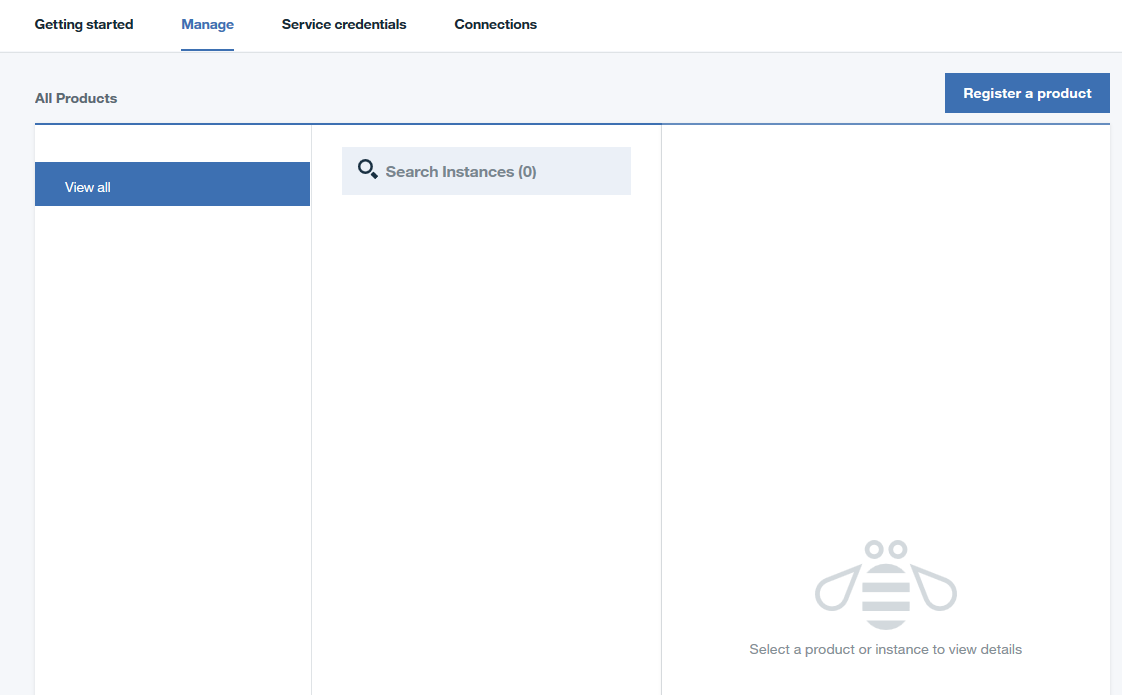 Getting started Manage Service credentials Connections
All Products
Register a product
View all
Search Instances (0)
Select a product or instance to view details